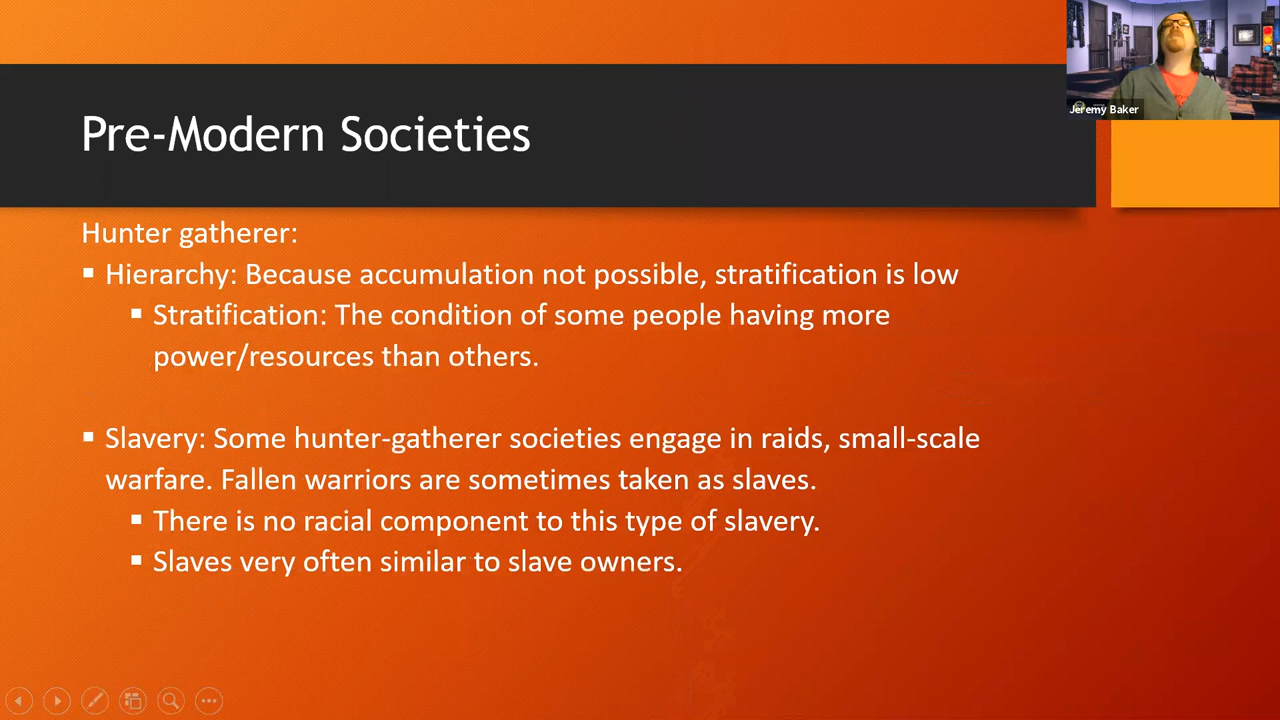 Jeremy Baker
Pre-Modern Societies
Hunter gatherer:
▪ Hierarchy: Because accumulation not possible, stratification is low
▪ Stratification: The condition of some people having more
power/resources than others.
▪ Slavery: Some hunter-gatherer societies engage in raids, small-scale
warfare. Fallen warriors are sometimes taken as slaves.
▪ There is no racial component to this type of slavery.
▪ Slaves very often similar to slave owners.